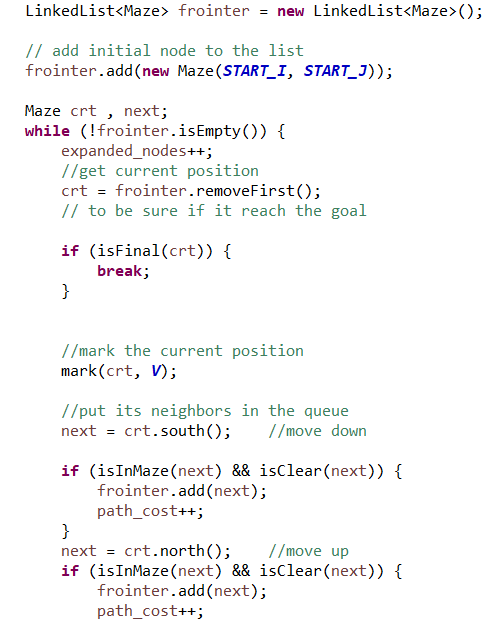 LinkedList<Maze> frointer = new LinkedList<Maze>();
// add initial node to the list
frointer.add(new Maze(START_I, START_J));
Maze crt , next;
while (!frointer.isEmpty()) {
expanded_nodes++;
//get current position
crt = frointer.removeFirst();
// to be sure if it reach the goal
if (isFinal(crt)) {
break;
}
//mark the current position
mark(crt, V);
//put its neighbors in the queue
next = crt.south();    //move down
if (isInMaze(next) && isClear(next)) {
frointer.add(next);
path_cost++;
}
next = crt.north();    //move up
if (isInMaze(next) && isClear(next)) {
frointer.add(next);
path_cost++;